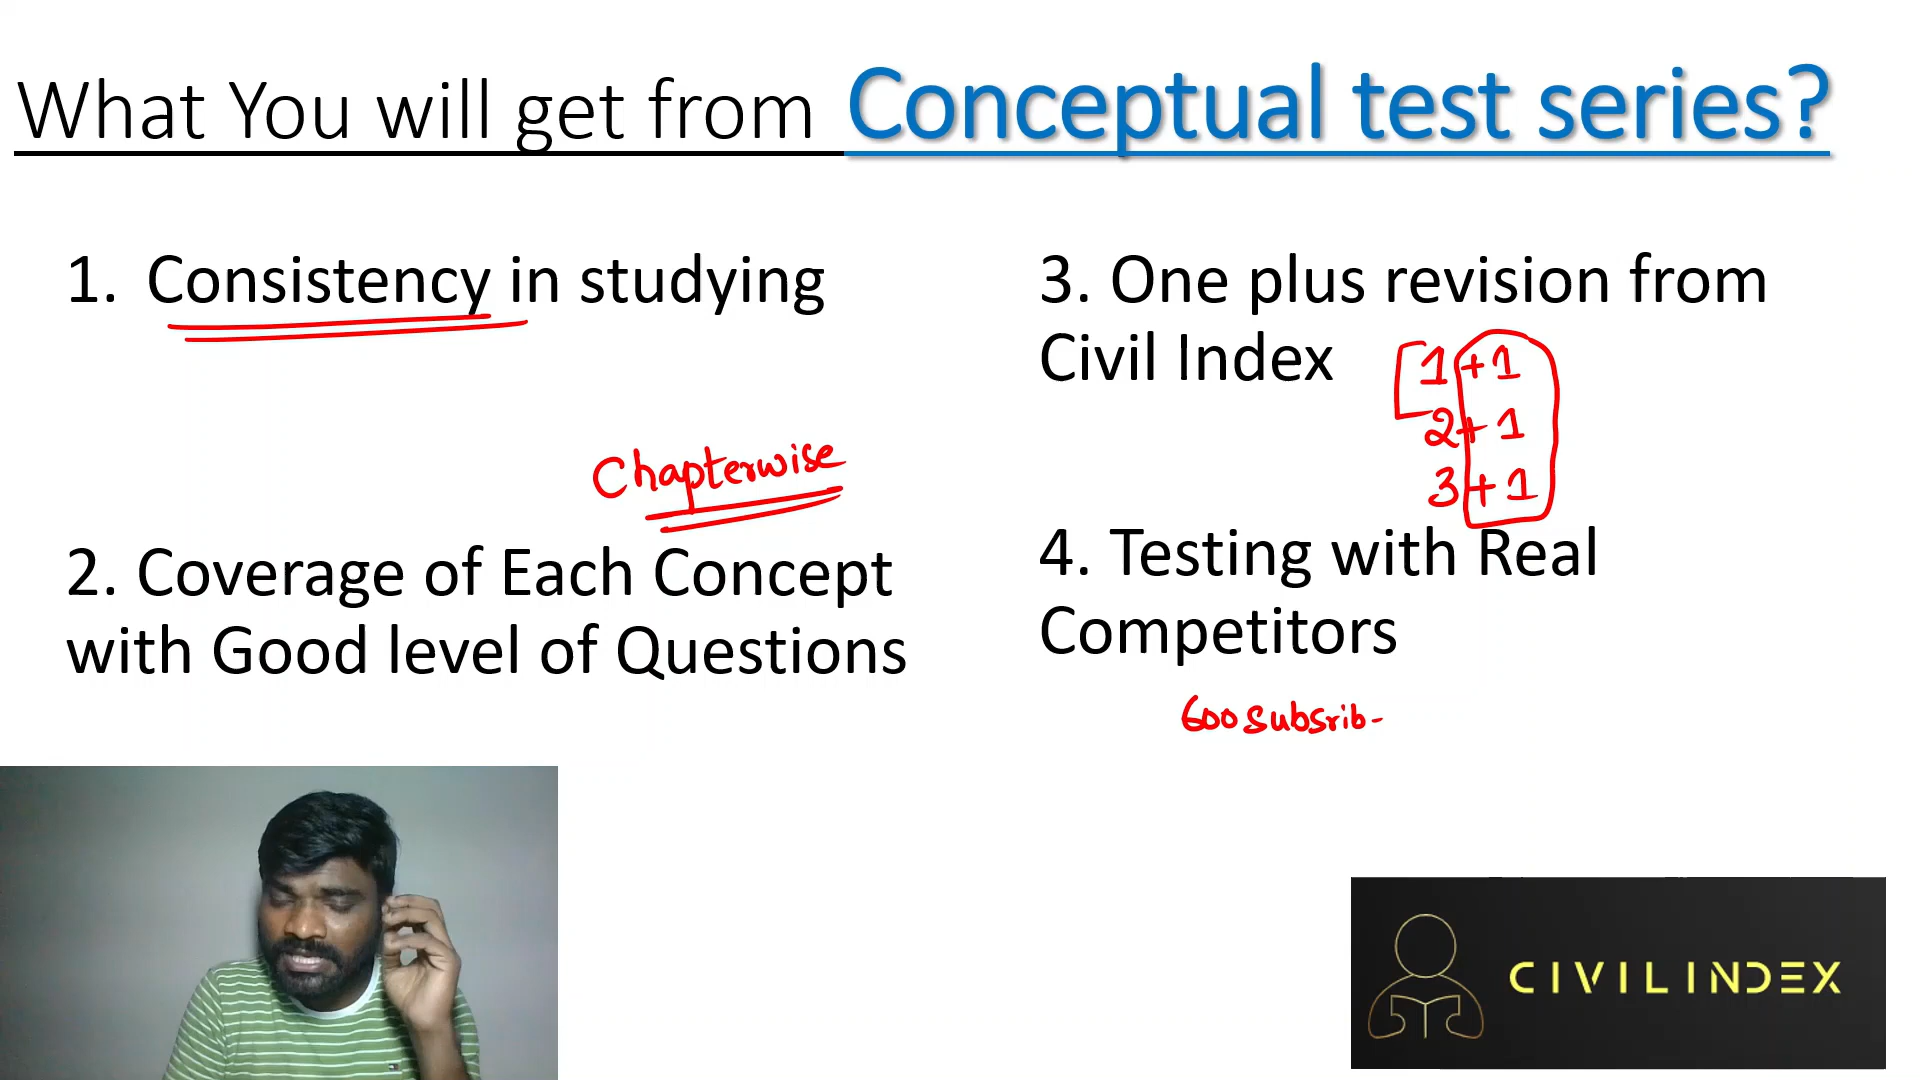 What You will get from Conceptual test series?
1. Consistency in studying
Chapterwise
2. Coverage of Each Concept
with Good level of Questions
3. One plus revision from
Civil Index
1+1
2+1
3+1
4. Testing with Real
Competitors
600 subsrib-
CIVILINDEX